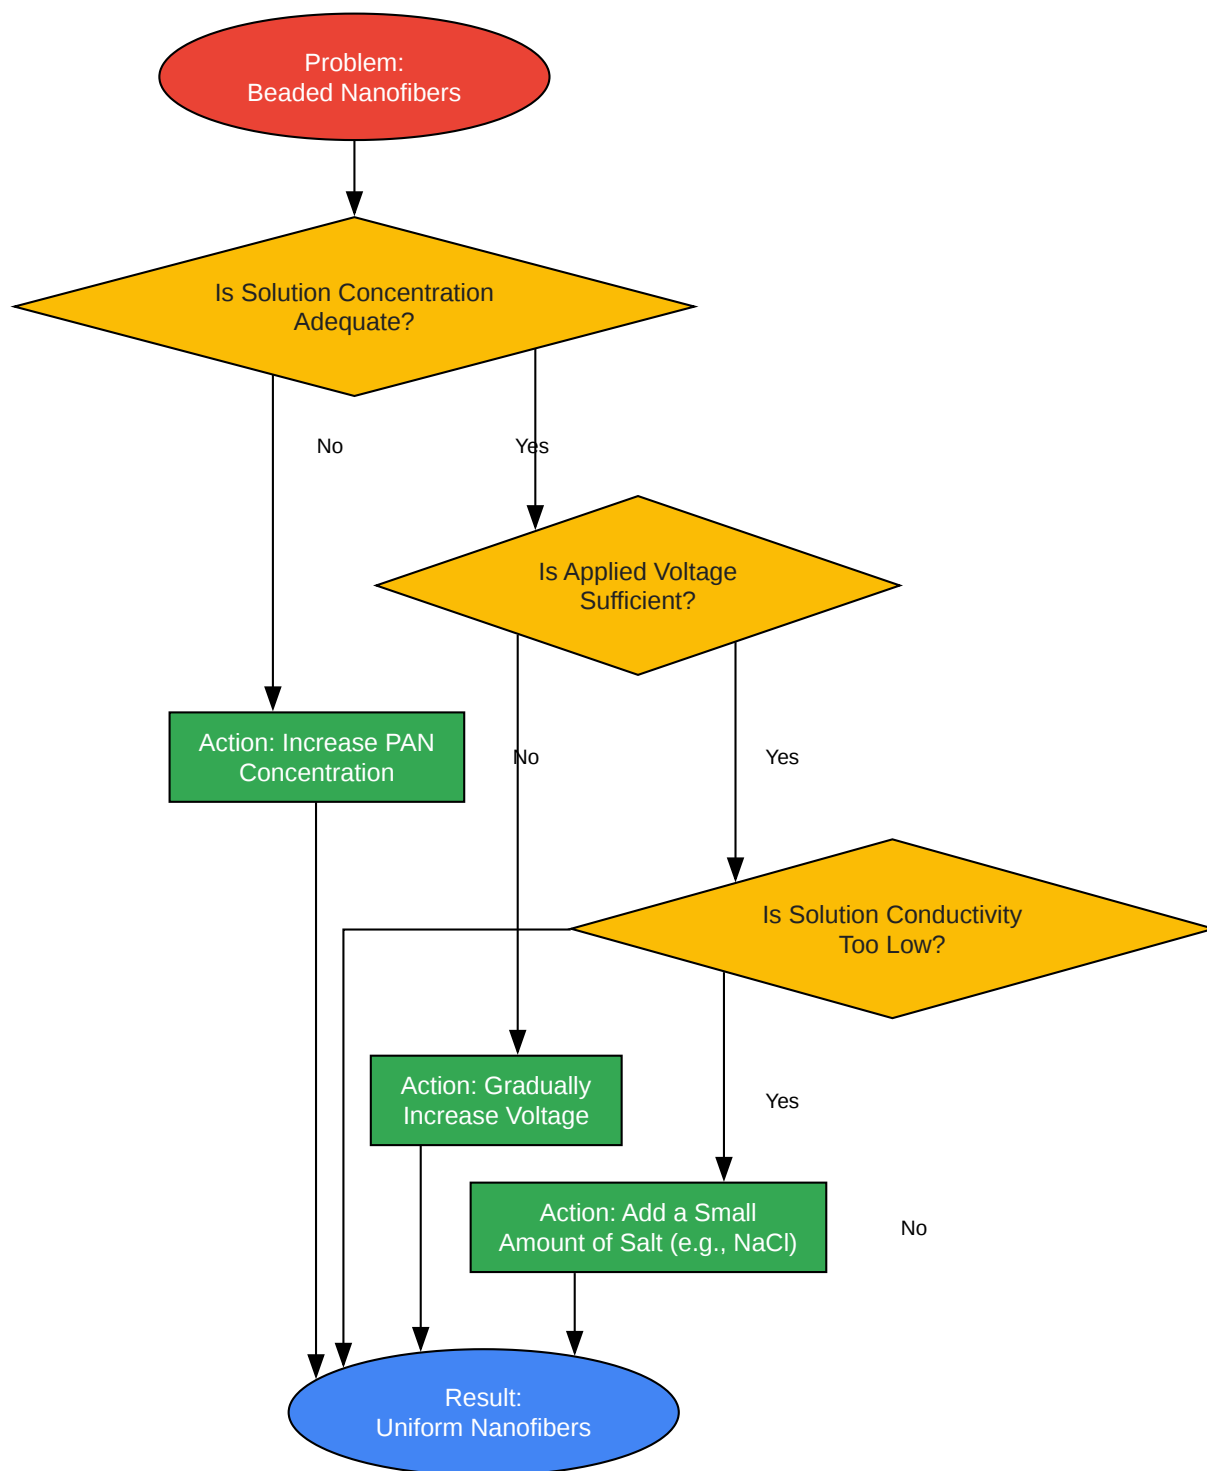 Problem:
Beaded Nanofibers
Is Solution Concentration
Adequate?
No
Yes
Is Applied Voltage
Sufficient?
Action: Increase PAN
Concentration
No
Yes
Is Solution Conductivity
Too Low?
Action: Gradually
Increase Voltage
Yes
Action: Add a Small
Amount of Salt (e.g., NaCl)
No
Result:
Uniform Nanofibers